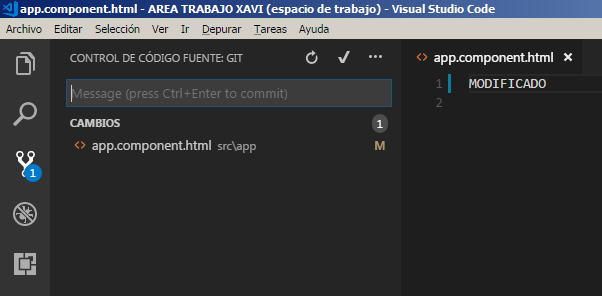 app.component.html - AREA TRABAJO XAVI (espacio de trabajo) - Visual Studio Code
Archivo Editar Selección Ver Ir Depurar Tareas Ayuda
CONTROL DE CÓDIGO FUENTE: GIT
Message (press Ctrl+Enter to commit)
CAMBIOS 1
<> app.component.html src\app M
1
<> app.component.html ×
1 MODIFICADO
2